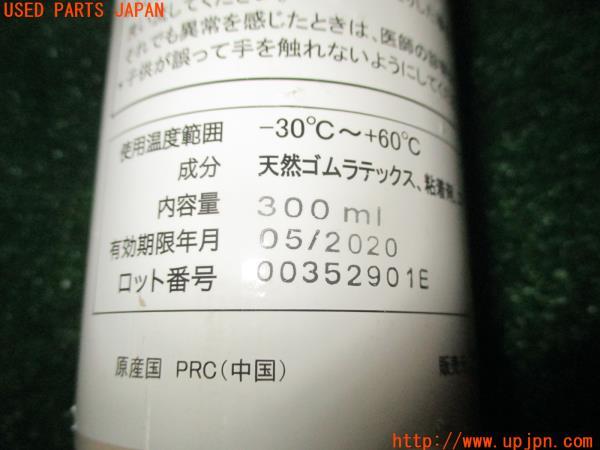 USED PARTS JAPAN
それでも異常を感じたときは、医師の
子供が誤って手を触れないようにしてく
使用温度範囲 -30℃～+60℃
成分 天然ゴムラテックス、粘着剤、
内容量 300 ml
有効期限年月 05/2020
ロット番号 00352901E
原産国 PRC(中国)
販売
http://www.upjpn.com/